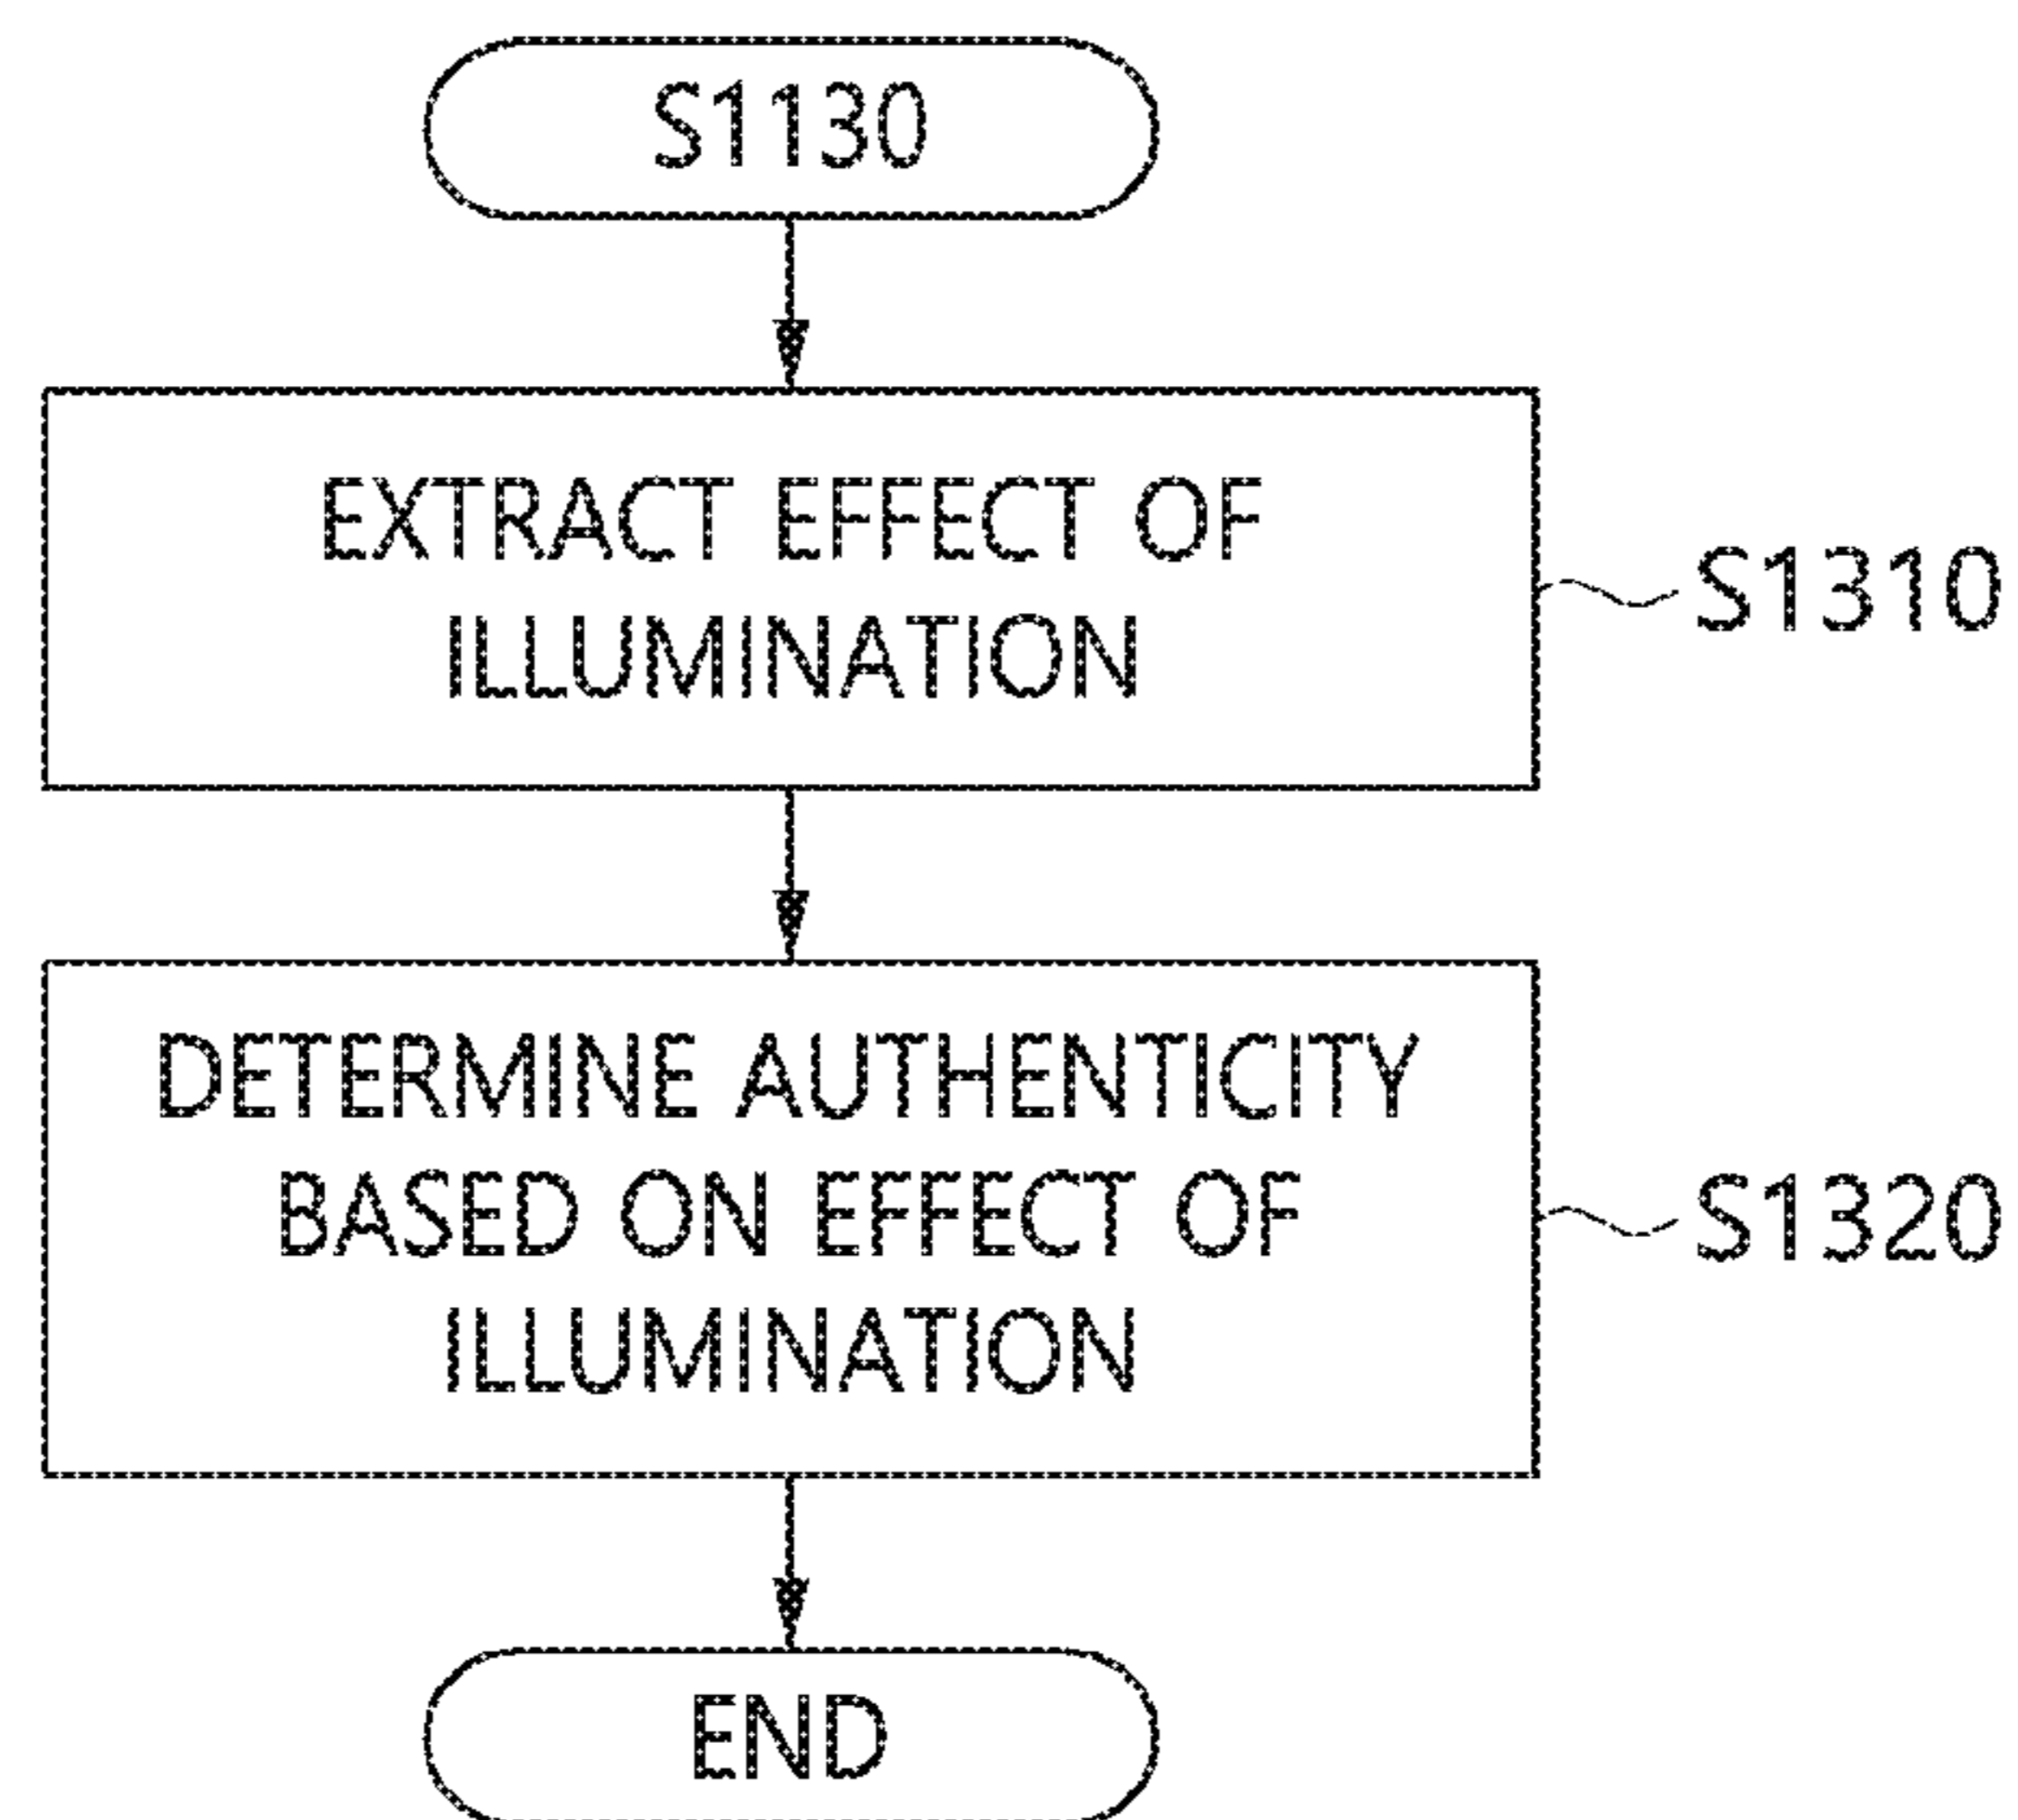 S1130
EXTRACT EFFECT OF
ILLUMINATION
S1310
DETERMINE AUTHENTICITY
BASED ON EFFECT OF
ILLUMINATION
S1320
END